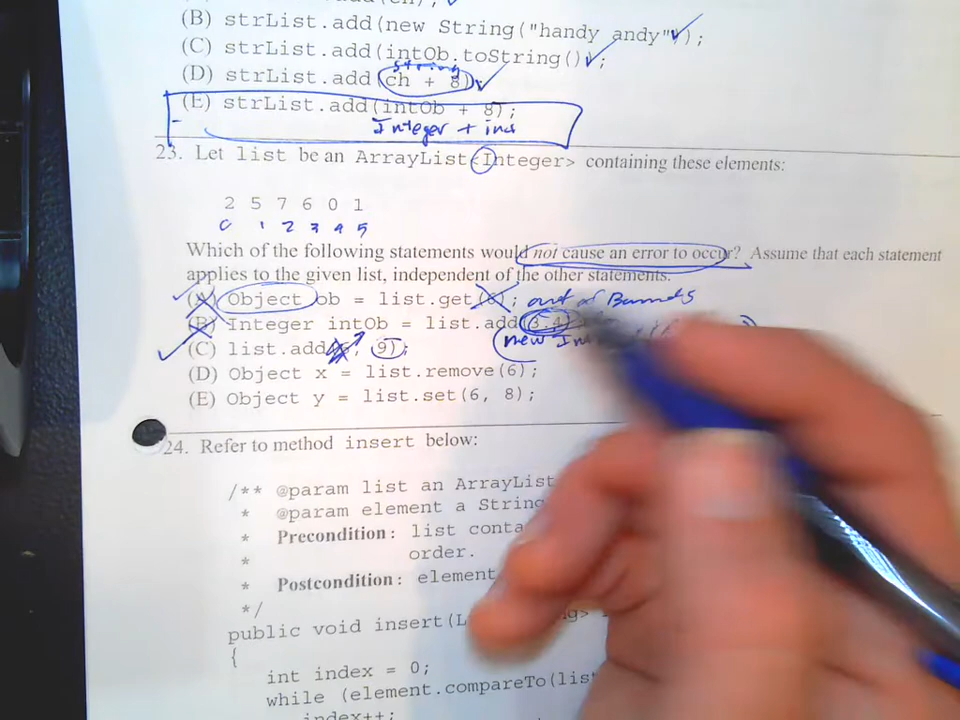 (B) strList.add(new String("handy andy"));
(C) strList.add(intOb.toString());
string
(D) strList.add(ch + 8);
(E) strList.add(intOb + 8);
Integer + int
23. Let list be an ArrayList<Integer> containing these elements:
2 5 7 6 0 1
0 1 2 3 4 5
Which of the following statements would not cause an error to occur? Assume that each statement
applies to the given list, independent of the other statements.
(A) Object ob = list.get(6); out of Bounds
(B) Integer intOb = list.add(3.4)
new
(C) list.add( , 9);
(D) Object x = list.remove(6);
(E) Object y = list.set(6, 8);
24. Refer to method insert below:
/** @param list an ArrayList
* @param element a String
* Precondition: list conta
* order.
* Postcondition: element
*/
public void insert(L
{
int index = 0;
while (element.compareTo(list
index++;